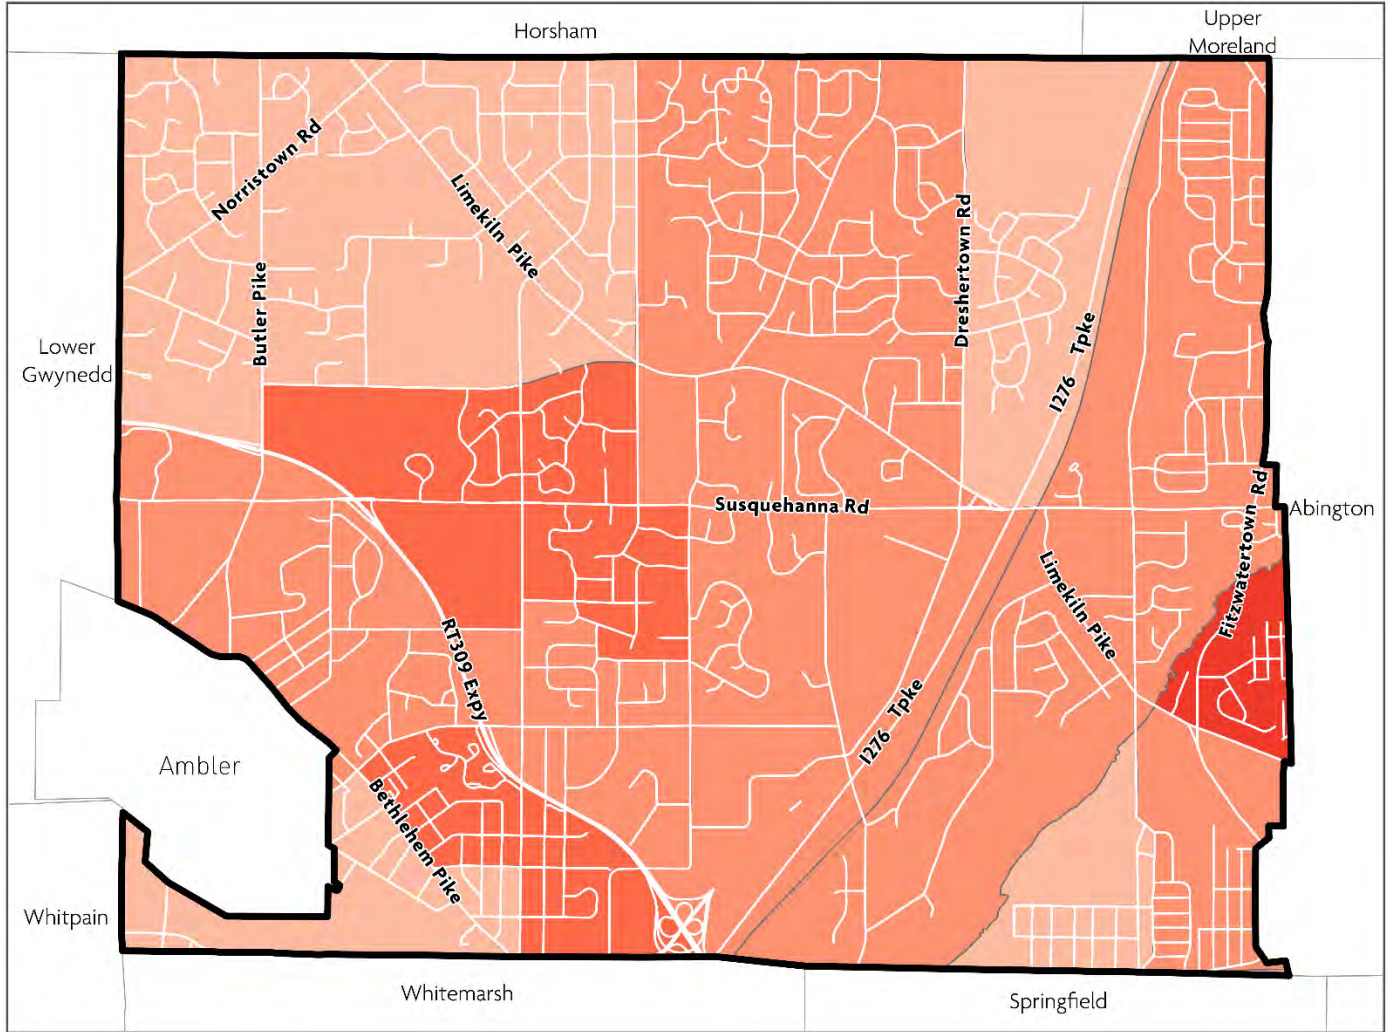 Horsham
Upper
Moreland
Norristown Rd
Limekiln Pike
Butler Pike
Dreshertown Rd
I276 Tpke
Lower
Gwynedd
Susquehanna Rd
Fitzwatertown Rd
Abington
Limekiln Pike
RT309 Expy
I276 Tpke
Ambler
Bethlehem Pike
Whitpain
Whitemarsh
Springfield